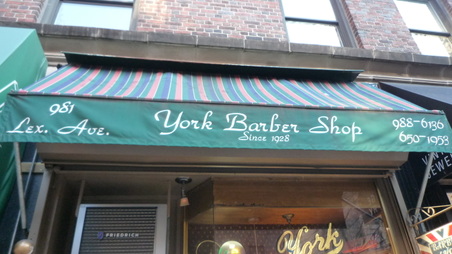 981
Lex. Ave.
York Barber Shop
Since 1928
988-6136
650-1953
FRIEDRICH
York